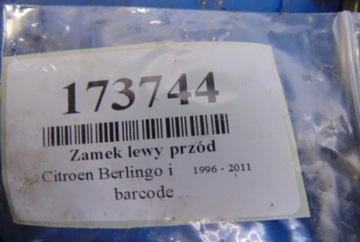 173744
Zamek lewy przód
Citroen Berlingo i 1996 - 2011
barcode